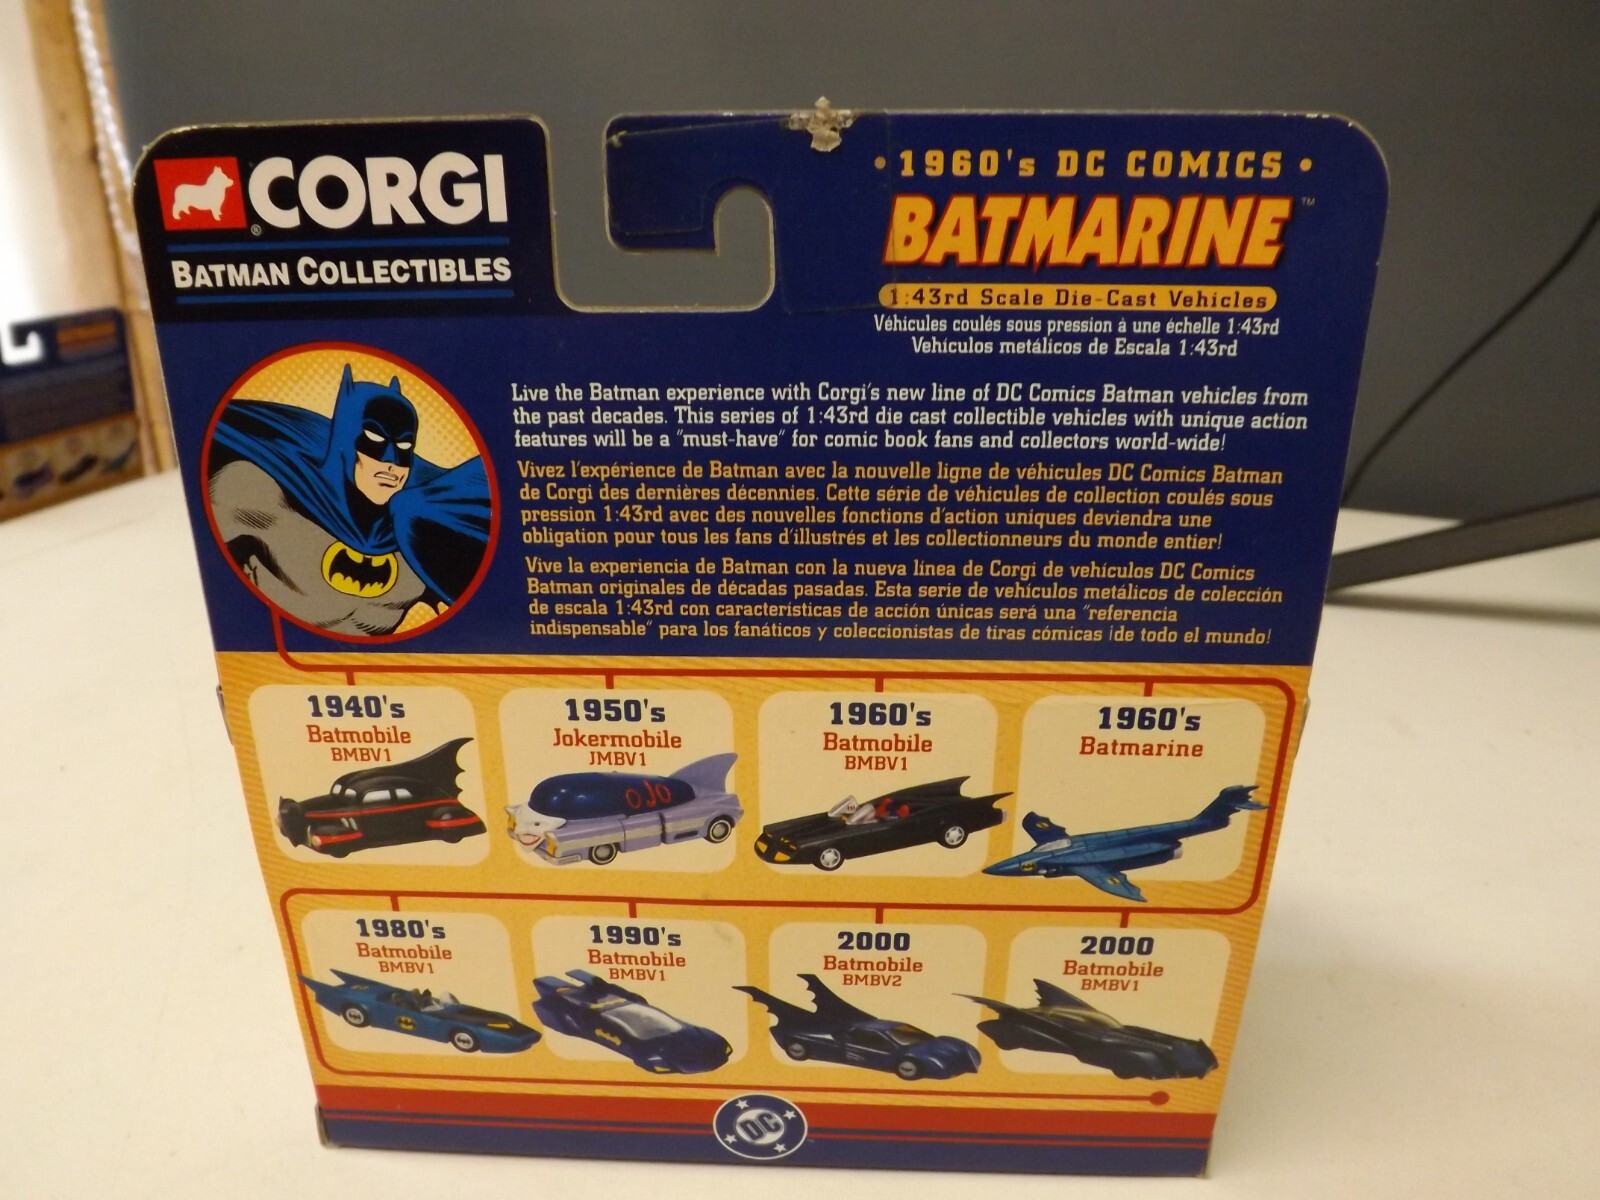 CORGI®
BATMAN COLLECTIBLES
• 1960's DC COMICS •
BATMARINE™
1:43rd Scale Die-Cast Vehicles
Véhicules coulés sous pression à une échelle 1:43rd
Vehículos metálicos de Escala 1:43rd
Live the Batman experience with Corgi's new line of DC Comics Batman vehicles from
the past decades. This series of 1:43rd die cast collectible vehicles with unique action
features will be a "must-have" for comic book fans and collectors world-wide!
Vivez l'expérience de Batman avec la nouvelle ligne de véhicules DC Comics Batman
de Corgi des dernières décennies. Cette série de véhicules de collection coulés sous
pression 1:43rd avec des nouvelles fonctions d'action uniques deviendra une
obligation pour tous les fans d'illustrés et les collectionneurs du monde entier!
Vive la experiencia de Batman con la nueva línea de Corgi de vehículos DC Comics
Batman originales de décadas pasadas. Esta serie de vehículos metálicos de colección
de escala 1:43rd con características de acción únicas será una "referencia
indispensable" para los fanáticos y coleccionistas de tiras cómicas ¡de todo el mundo!
1940's
Batmobile
BMBV1
1950's
Jokermobile
JMBV1
1960's
Batmobile
BMBV1
1960's
Batmarine
1980's
Batmobile
BMBV1
1990's
Batmobile
BMBV1
2000
Batmobile
BMBV2
2000
Batmobile
BMBV1
DC